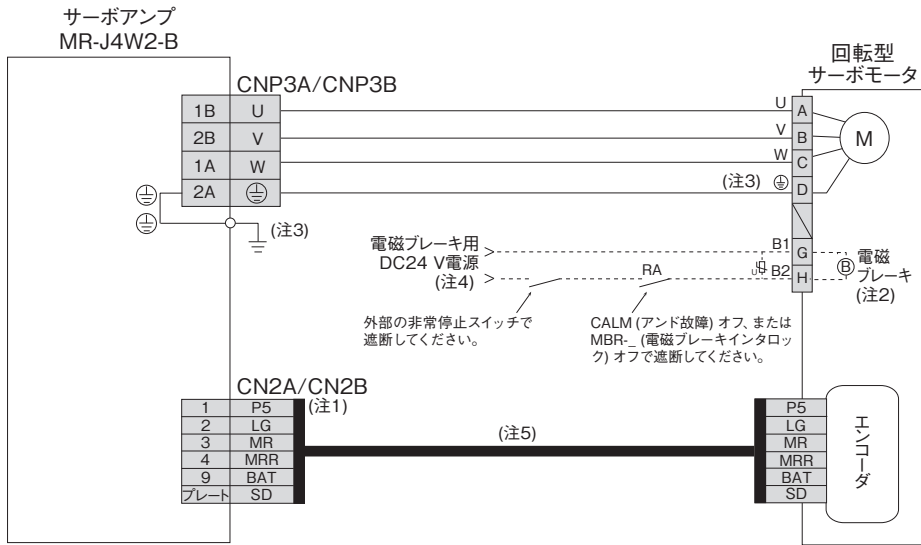 サーボアンプ
MR-J4W2-B
回転型
サーボモータ
CNP3A/CNP3B
1B U
2B V
1A W
2A
U A
V B
W C
(注3) D
M
(注3)
電磁ブレーキ用
DC24 V電源
(注4)
RA
B1 G
U B2 H
B
電磁
ブレーキ
(注2)
外部の非常停止スイッチで
遮断してください。
CALM (アンド故障) オフ、または
MBR-_ (電磁ブレーキインタロッ
ク) オフで遮断してください。
CN2A/CN2B
(注1)
1 P5
2 LG
3 MR
4 MRR
9 BAT
プレート SD
(注5)
P5
LG
MR
MRR
BAT
SD
エンコーダ